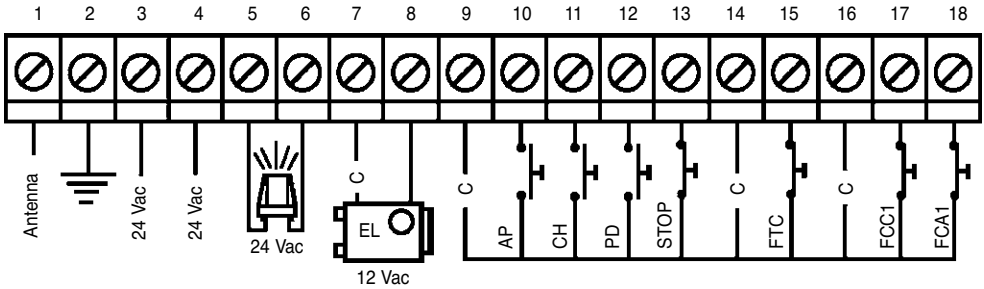 1 2 3 4 5 6 7 8 9 10 11 12 13 14 15 16 17 18
Antenna
24 Vac
24 Vac
24 Vac
C
EL
12 Vac
C
AP
CH
PD
STOP
C
FTC
C
FCC1
FCA1